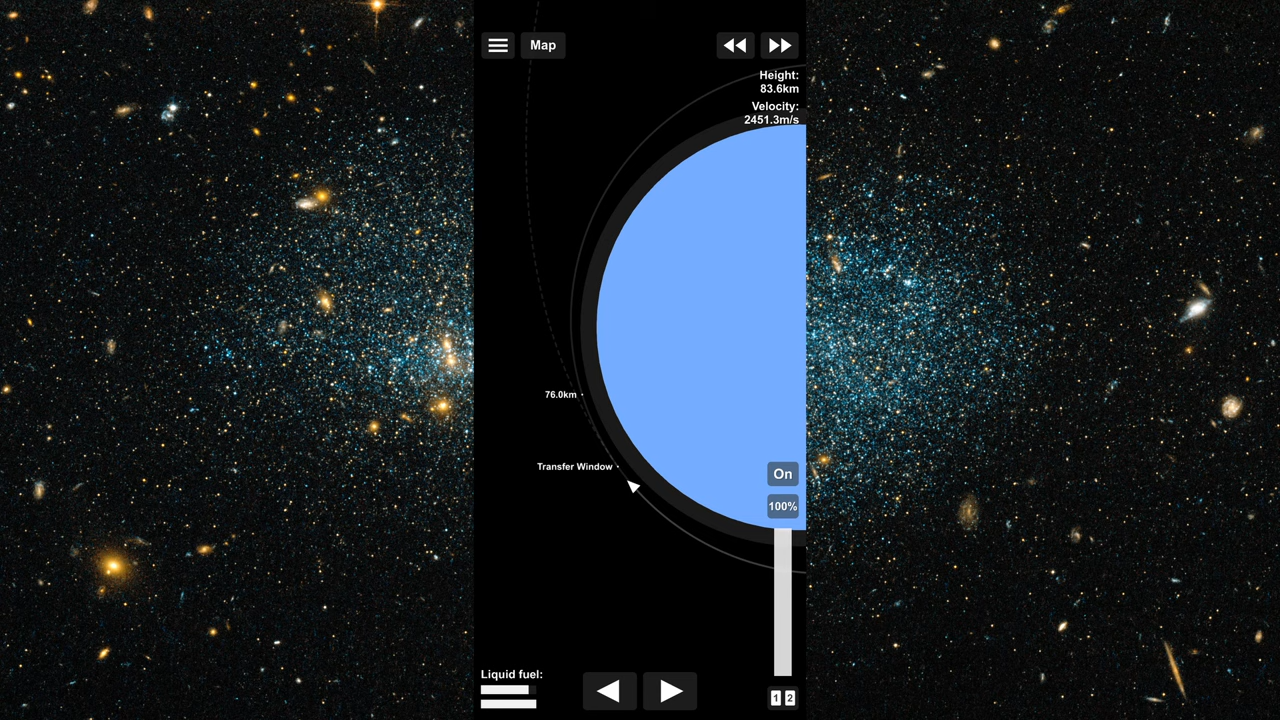 Map
Height:
83.6km
Velocity:
2451.3m/s
76.0km
Transfer Window
On
100%
Liquid fuel:
1 2